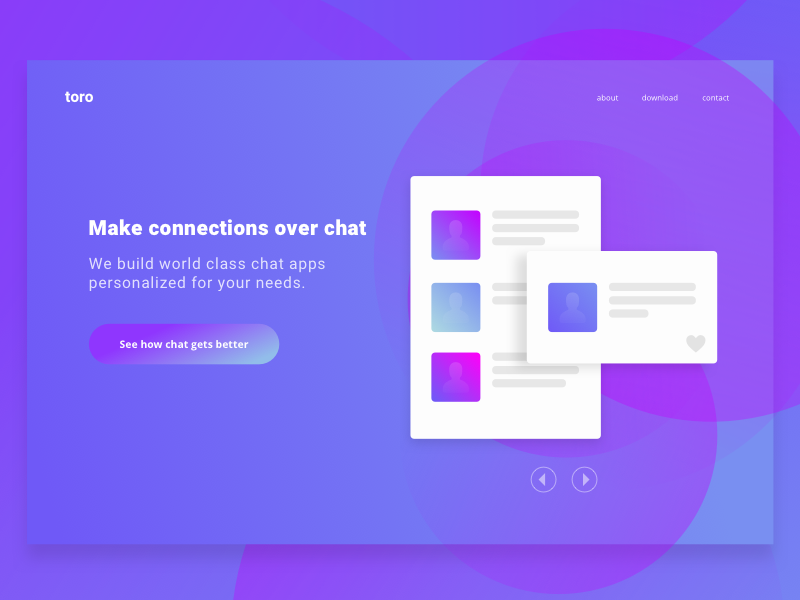 toro
about
download
contact
Make connections over chat
We build world class chat apps
personalized for your needs.
See how chat gets better